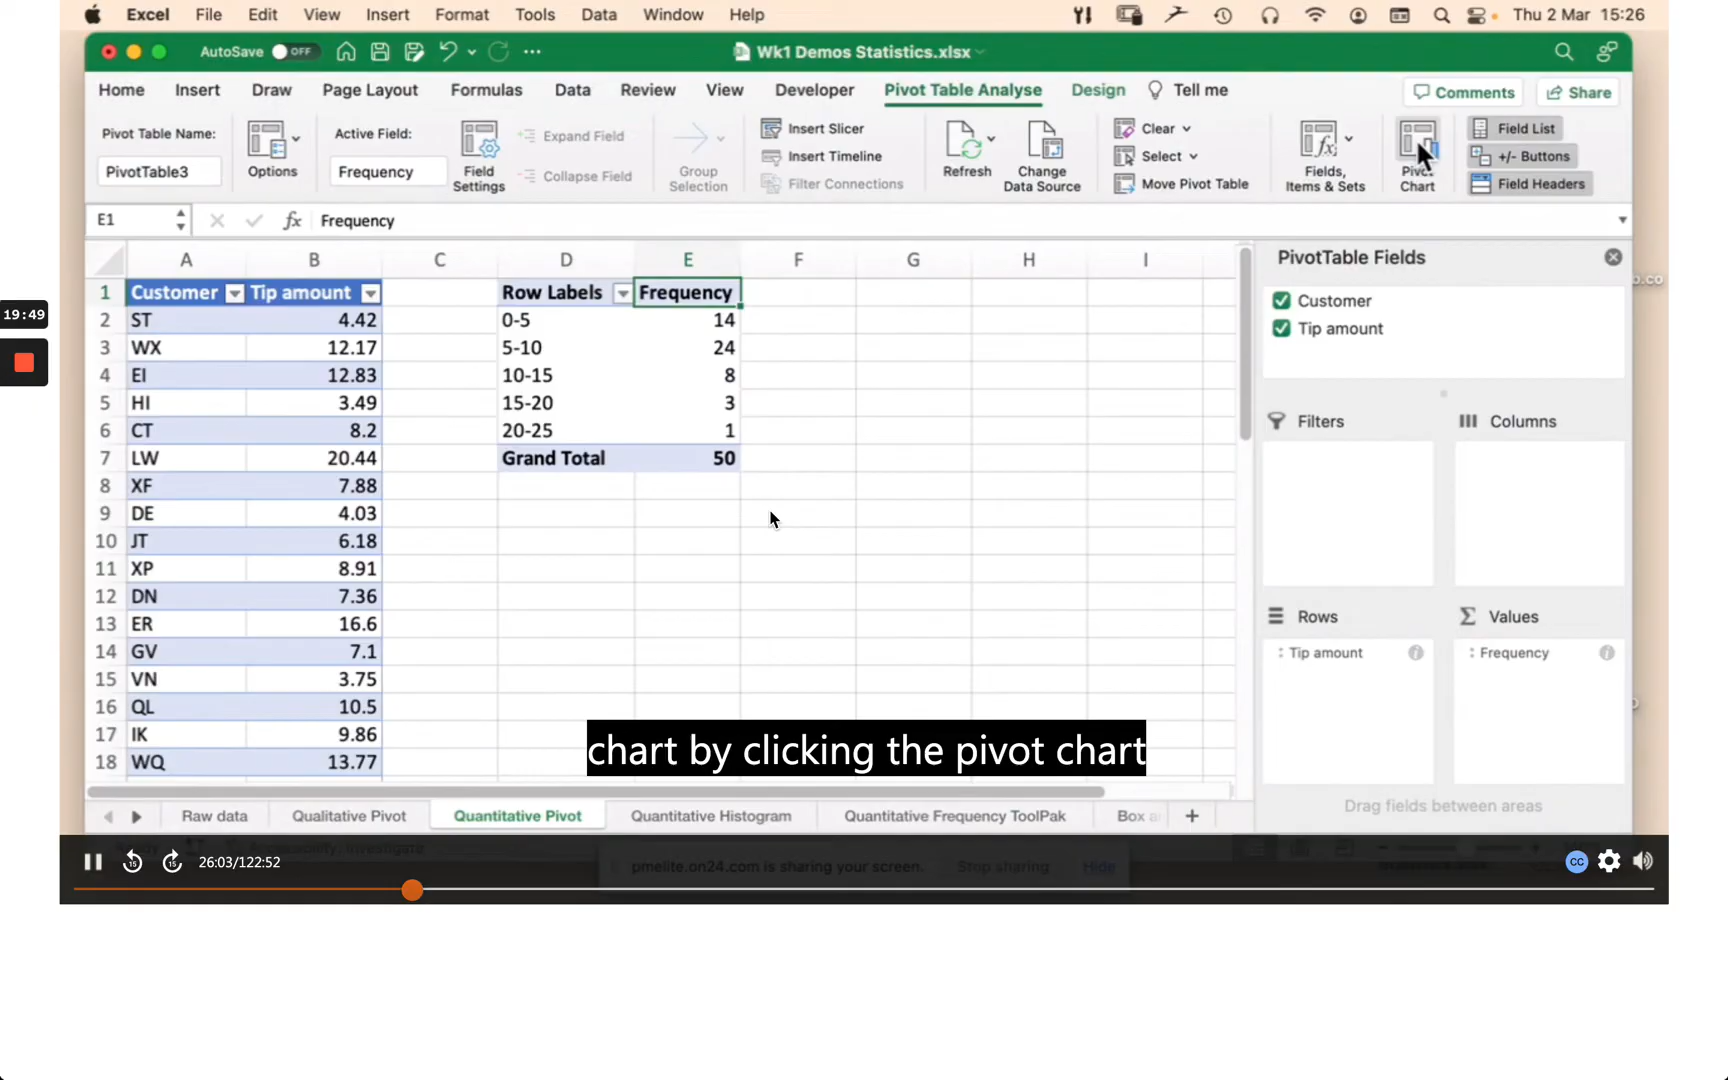 Excel File Edit View Insert Format Tools Data Window Help Thu 2 Mar 15:26
AutoSave OFF Wk1 Demos Statistics.xlsx
Home Insert Draw Page Layout Formulas Data Review View Developer Pivot Table Analyse Design Tell me Comments Share
Pivot Table Name:
PivotTable3
Options
Active Field:
Frequency
Field Settings
Expand Field
Collapse Field
Group Selection
Insert Slicer
Insert Timeline
Filter Connections
Refresh
Change Data Source
Clear
Select
Move Pivot Table
Fields, Items & Sets
Pivot Chart
Field List
+/- Buttons
Field Headers
E1 fx Frequency
A B C D E F G H I
1 Customer Tip amount Row Labels Frequency
2 ST 4.42 0-5 14
3 WX 12.17 5-10 24
4 EI 12.83 10-15 8
5 HI 3.49 15-20 3
6 CT 8.2 20-25 1
7 LW 20.44 Grand Total 50
8 XF 7.88
9 DE 4.03
10 JT 6.18
11 XP 8.91
12 DN 7.36
13 ER 16.6
14 GV 7.1
15 VN 3.75
16 QL 10.5
17 IK 9.86
18 WQ 13.77
PivotTable Fields
Customer
Tip amount
Filters Columns
Rows Values
Tip amount Frequency
Drag fields between areas
chart by clicking the pivot chart
Raw data Qualitative Pivot Quantitative Pivot Quantitative Histogram Quantitative Frequency ToolPak Box a
pmelite.on24.com is sharing your screen. Stop sharing Hide
15 15 26:03/122:52 CC
19:49